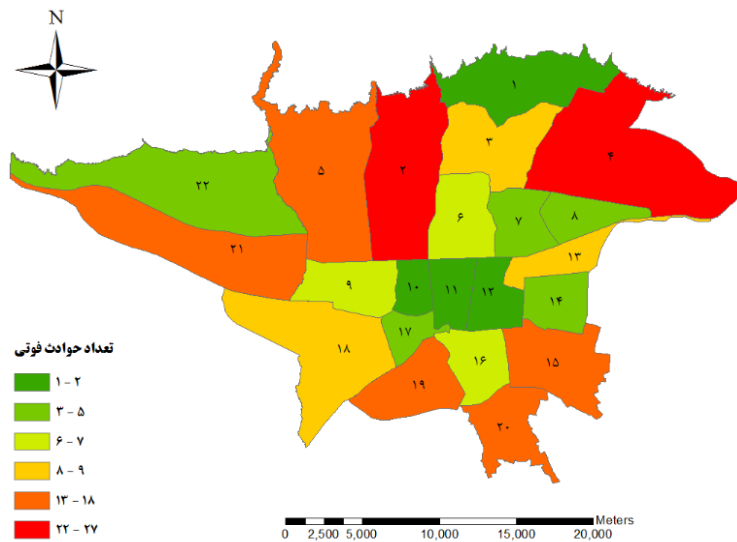 N
۱
۳
۴
۵
۲
۲۲
۶
۷
۸
۲۱
۱۳
۹
۱۰
۱۱
۱۲
۱۴
۱۷
۱۸
۱۶
۱۵
۱۹
۲۰
تعداد حوادث فوتی
۱ - ۲
۳ - ۵
۶ - ۷
۸ - ۹
۱۳ - ۱۸
۲۲ - ۲۷
Meters
0 2,500 5,000 10,000 15,000 20,000